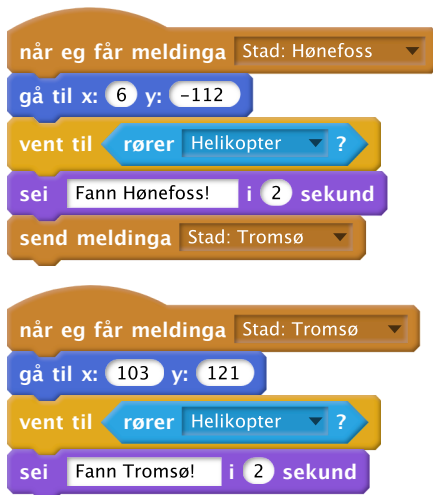 når eg får meldinga Stad: Hønefoss
gå til x: 6 y: -112
vent til rører Helikopter ?
sei Fann Hønefoss! i 2 sekund
send meldinga Stad: Tromsø
når eg får meldinga Stad: Tromsø
gå til x: 103 y: 121
vent til rører Helikopter ?
sei Fann Tromsø! i 2 sekund